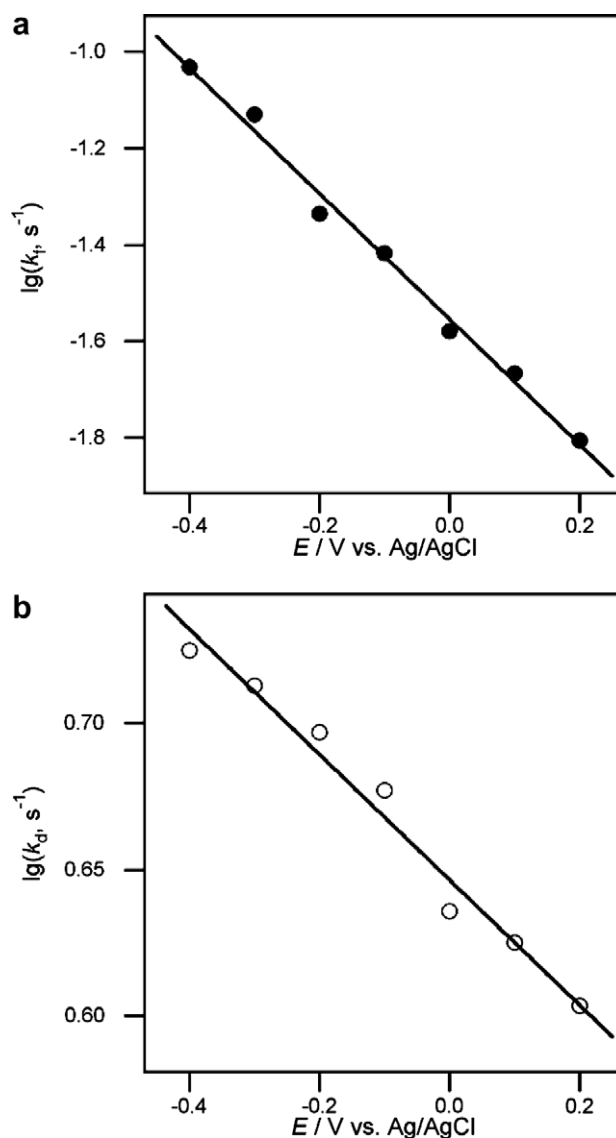 a
-1.0
-1.2
-1.4
-1.6
-1.8
lg(k_f, s⁻¹)
-0.4 -0.2 0.0 0.2
E / V vs. Ag/AgCl
b
0.70
0.65
0.60
lg(k_d, s⁻¹)
-0.4 -0.2 0.0 0.2
E / V vs. Ag/AgCl